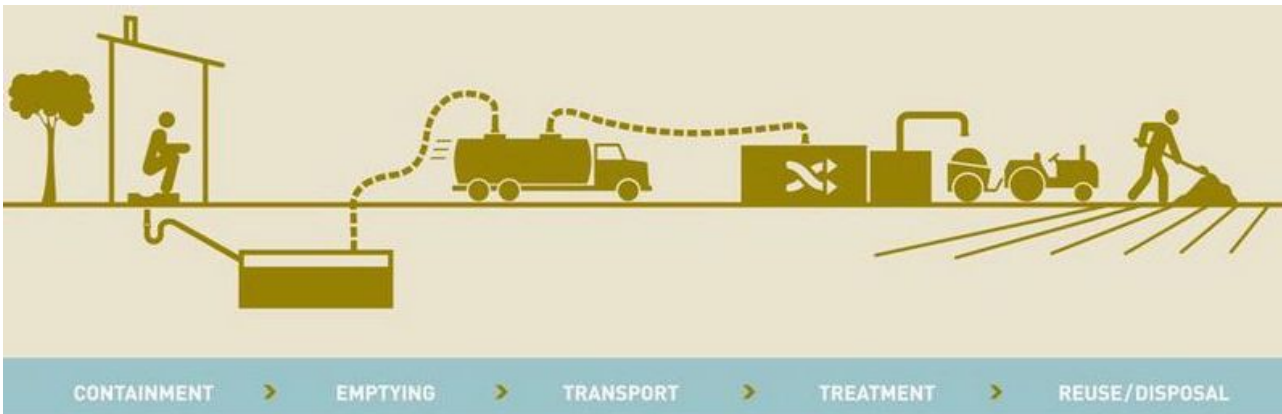 CONTAINMENT > EMPTYING > TRANSPORT > TREATMENT > REUSE/DISPOSAL